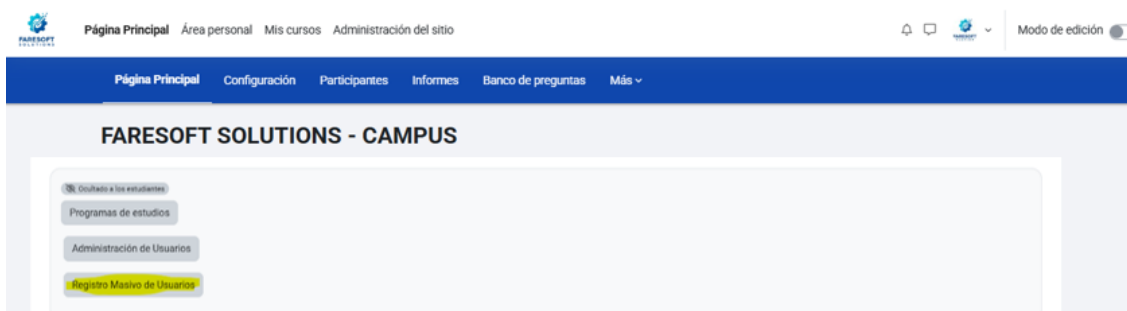 FARESOFT
SOLUTIONS
Página Principal Área personal Mis cursos Administración del sitio
FARESOFT
Modo de edición
Página Principal Configuración Participantes Informes Banco de preguntas Más
FARESOFT SOLUTIONS - CAMPUS
Ocultado a los estudiantes
Programas de estudios
Administración de Usuarios
Registro Masivo de Usuarios